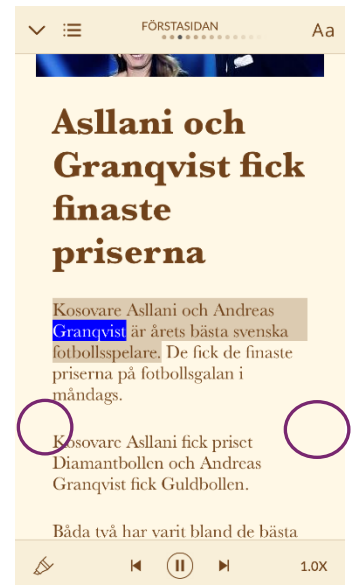 FÖRSTASIDAN
Aa
Asllani och
Granqvist fick
finaste
priserna
Kosovare Asllani och Andreas
Granqvist är årets bästa svenska
fotbollsspelare. De fick de finaste
priserna på fotbollsgalan i
måndags.
Kosovare Asllani fick priset
Diamantbollen och Andreas
Granqvist fick Guldbollen.
Båda två har varit bland de bästa
1.0X